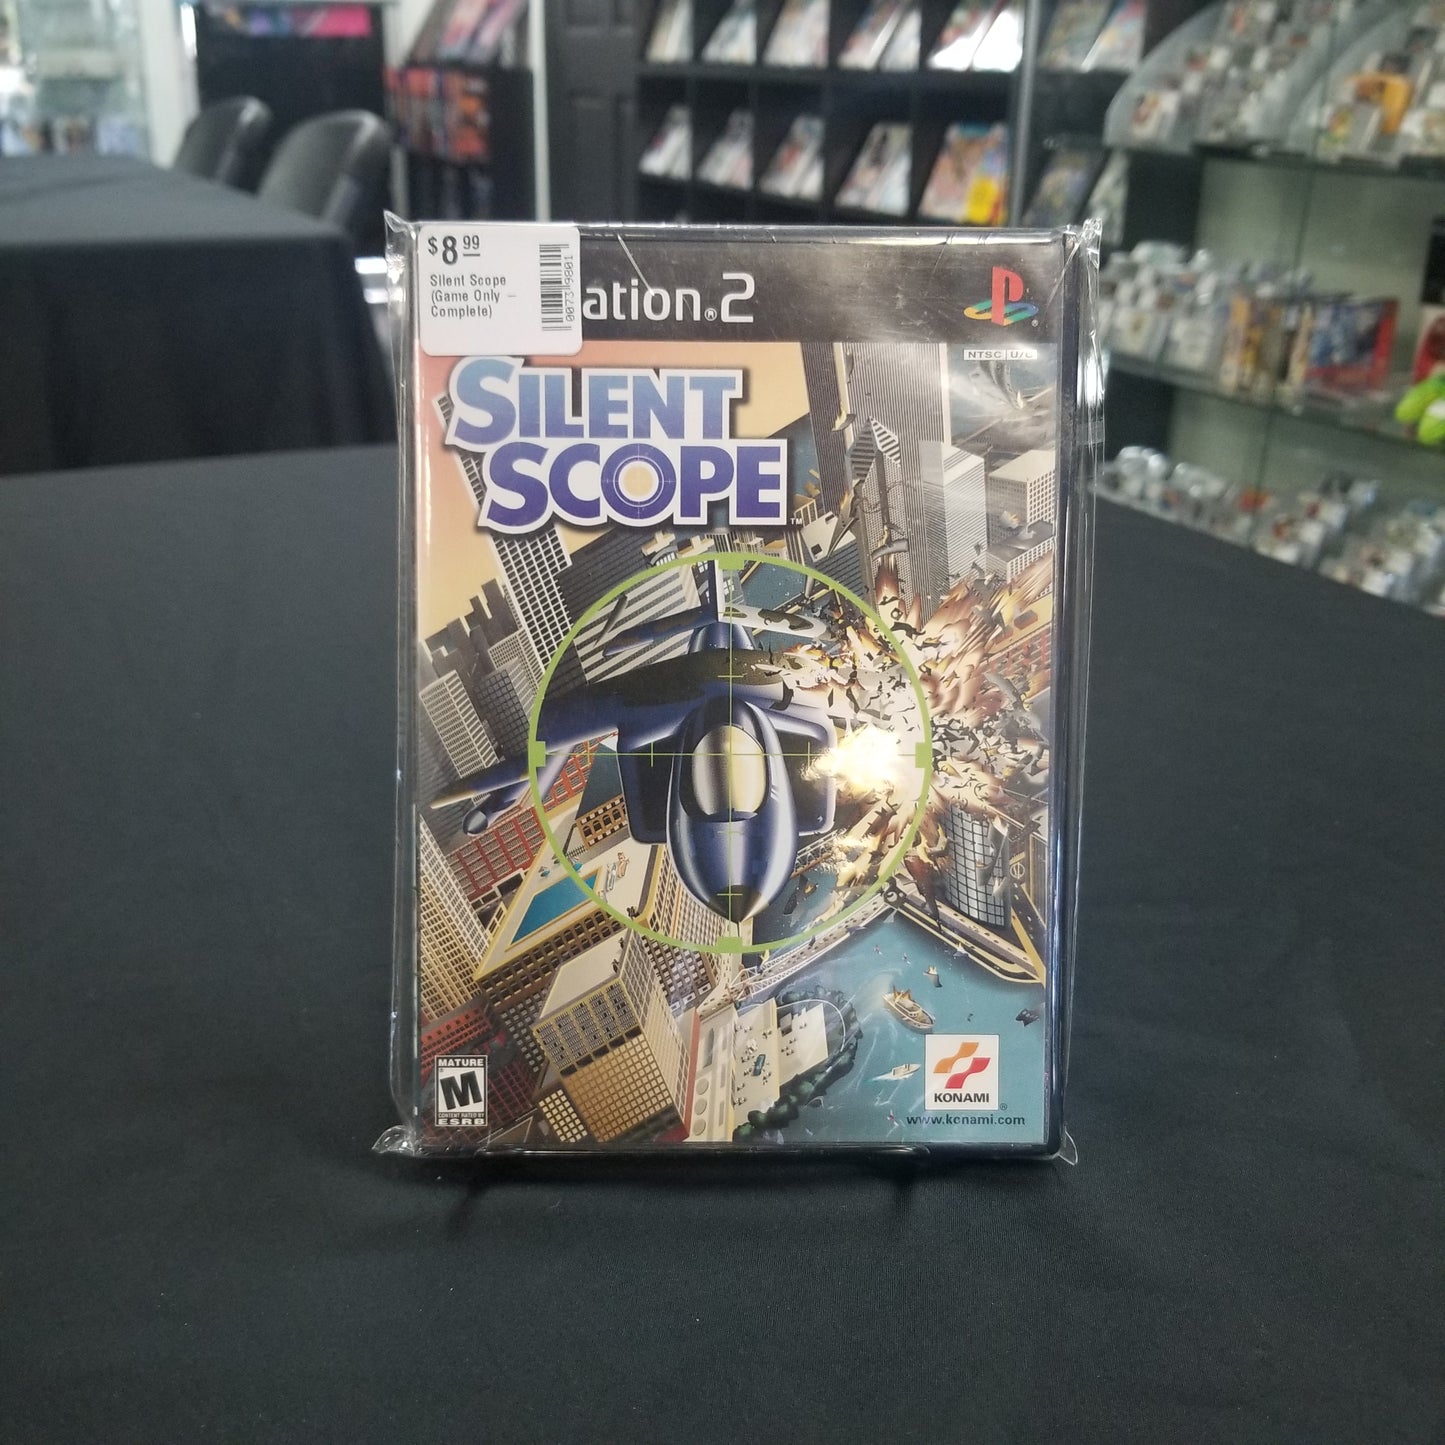 $8.99
Silent Scope
(Game Only –
Complete)
ation.®2
NTSC U/C
SILENT
SCOPE™
MATURE
M
CONTENT RATED BY
ESRB
KONAMI®
www.konami.com